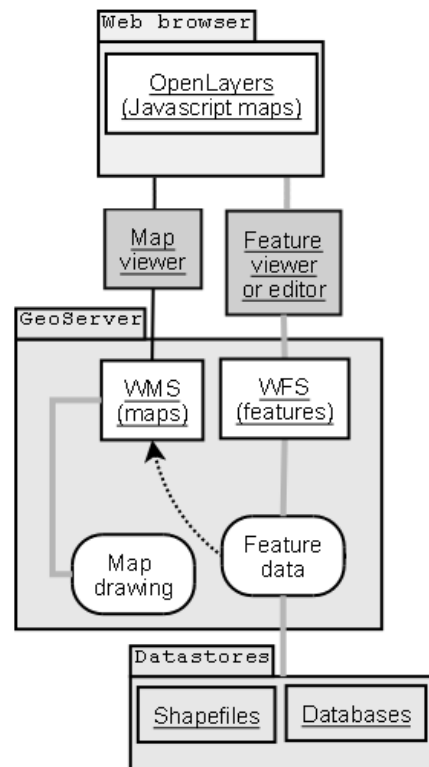 Web browser
OpenLayers
(Javascript maps)
Map
viewer
Feature
viewer
or editor
GeoServer
WMS
(maps)
WFS
(features)
Map
drawing
Feature
data
Datastores
Shapefiles
Databases